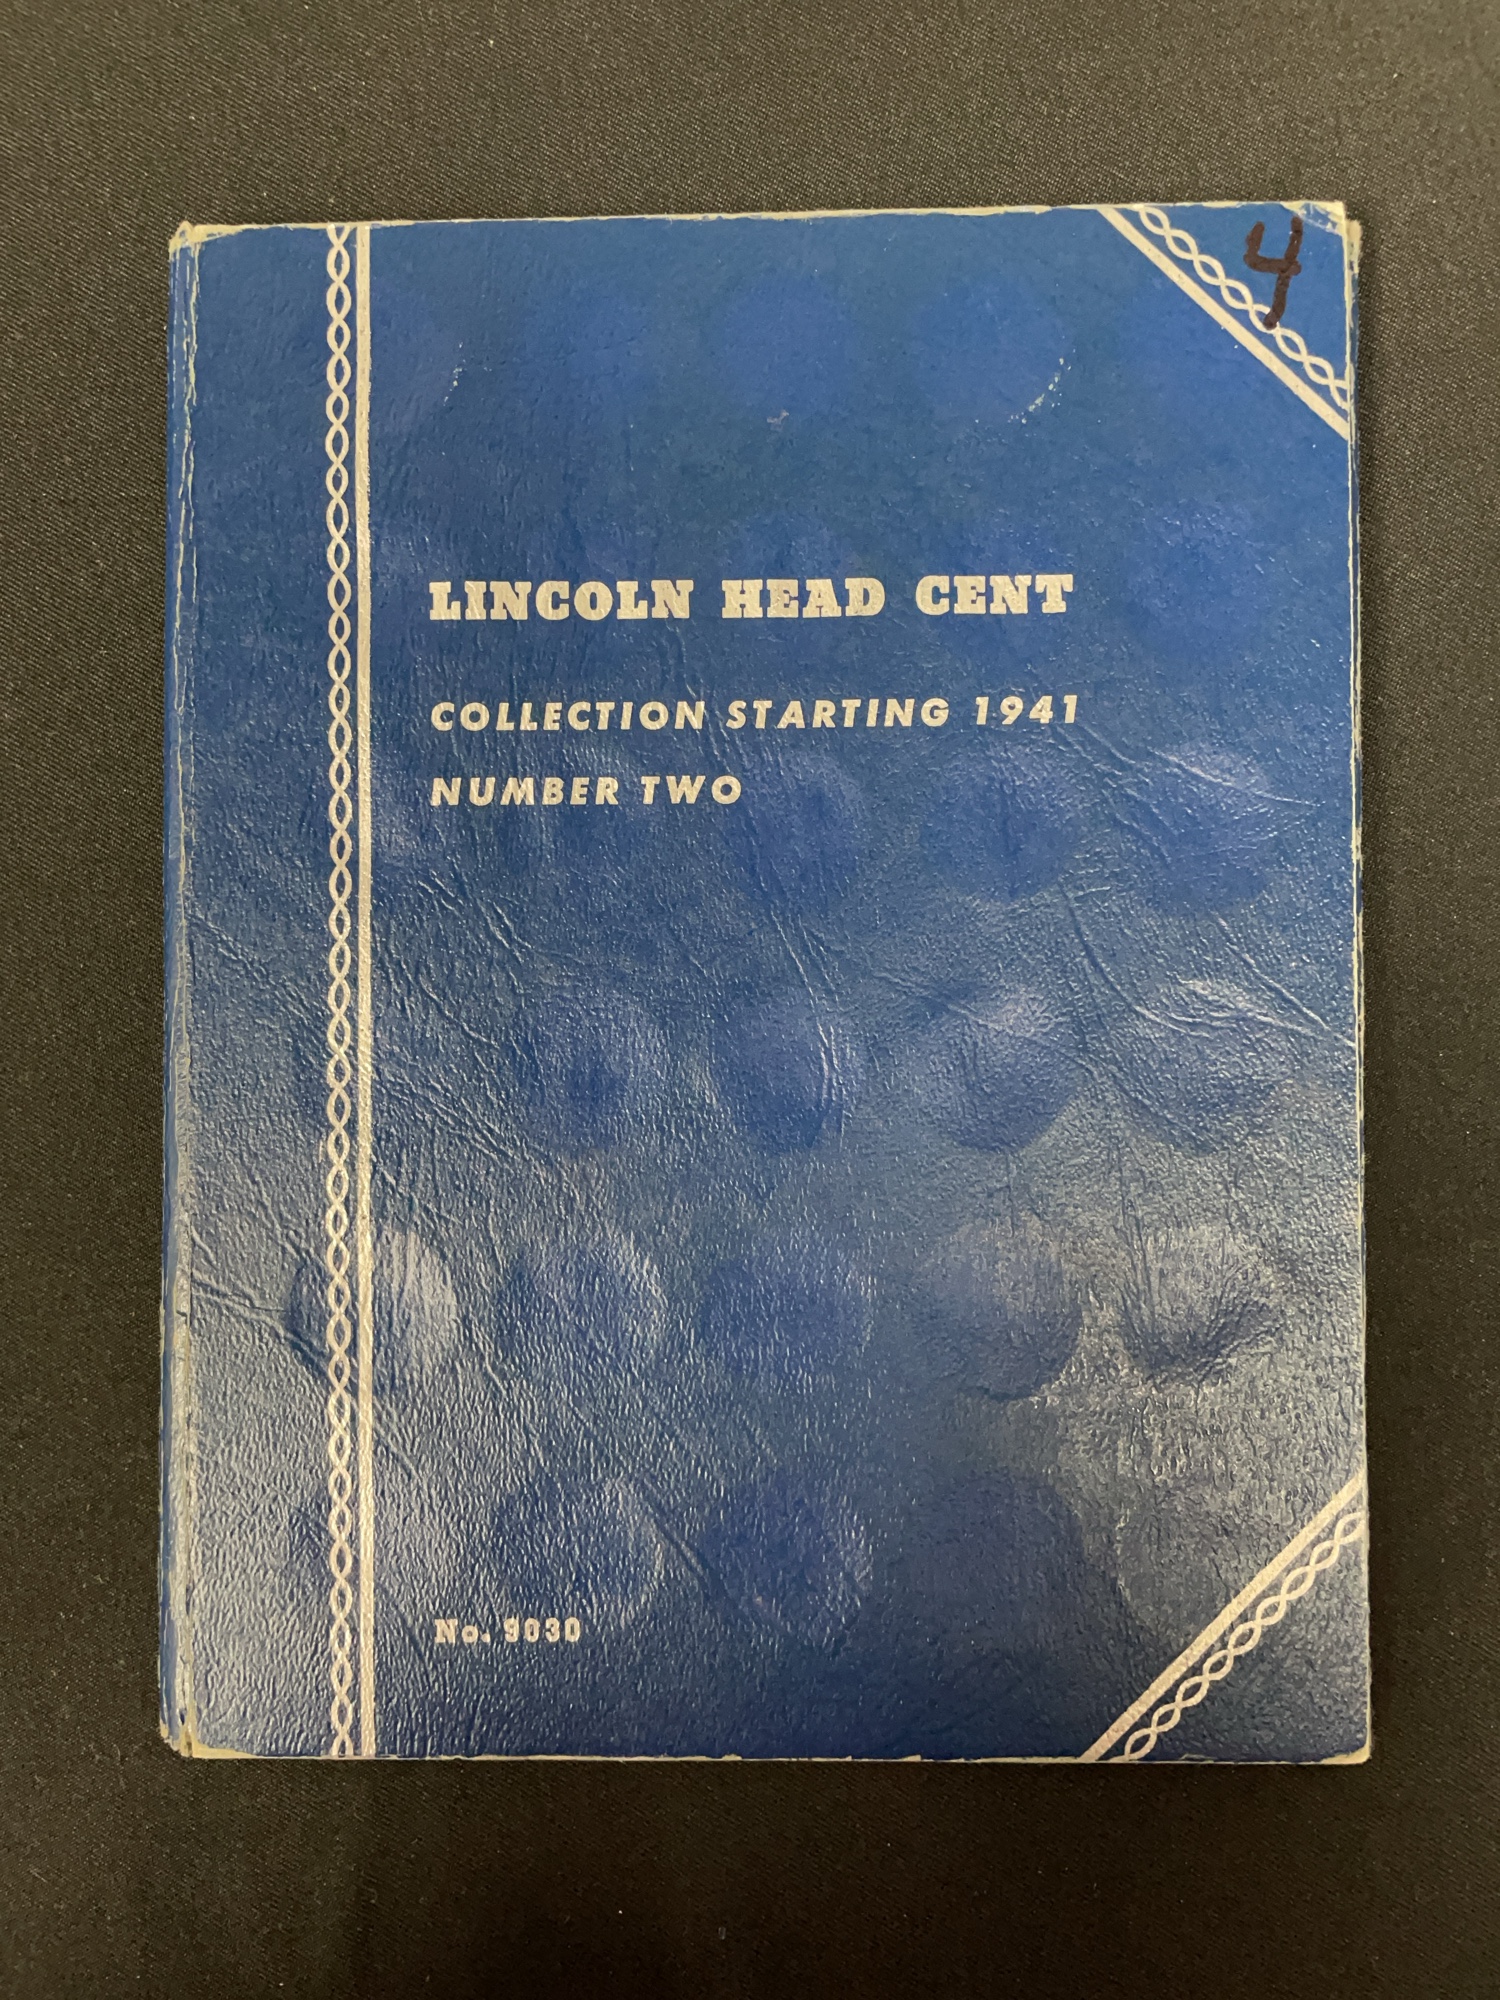 4
LINCOLN HEAD CENT
COLLECTION STARTING 1941
NUMBER TWO
No. 9030